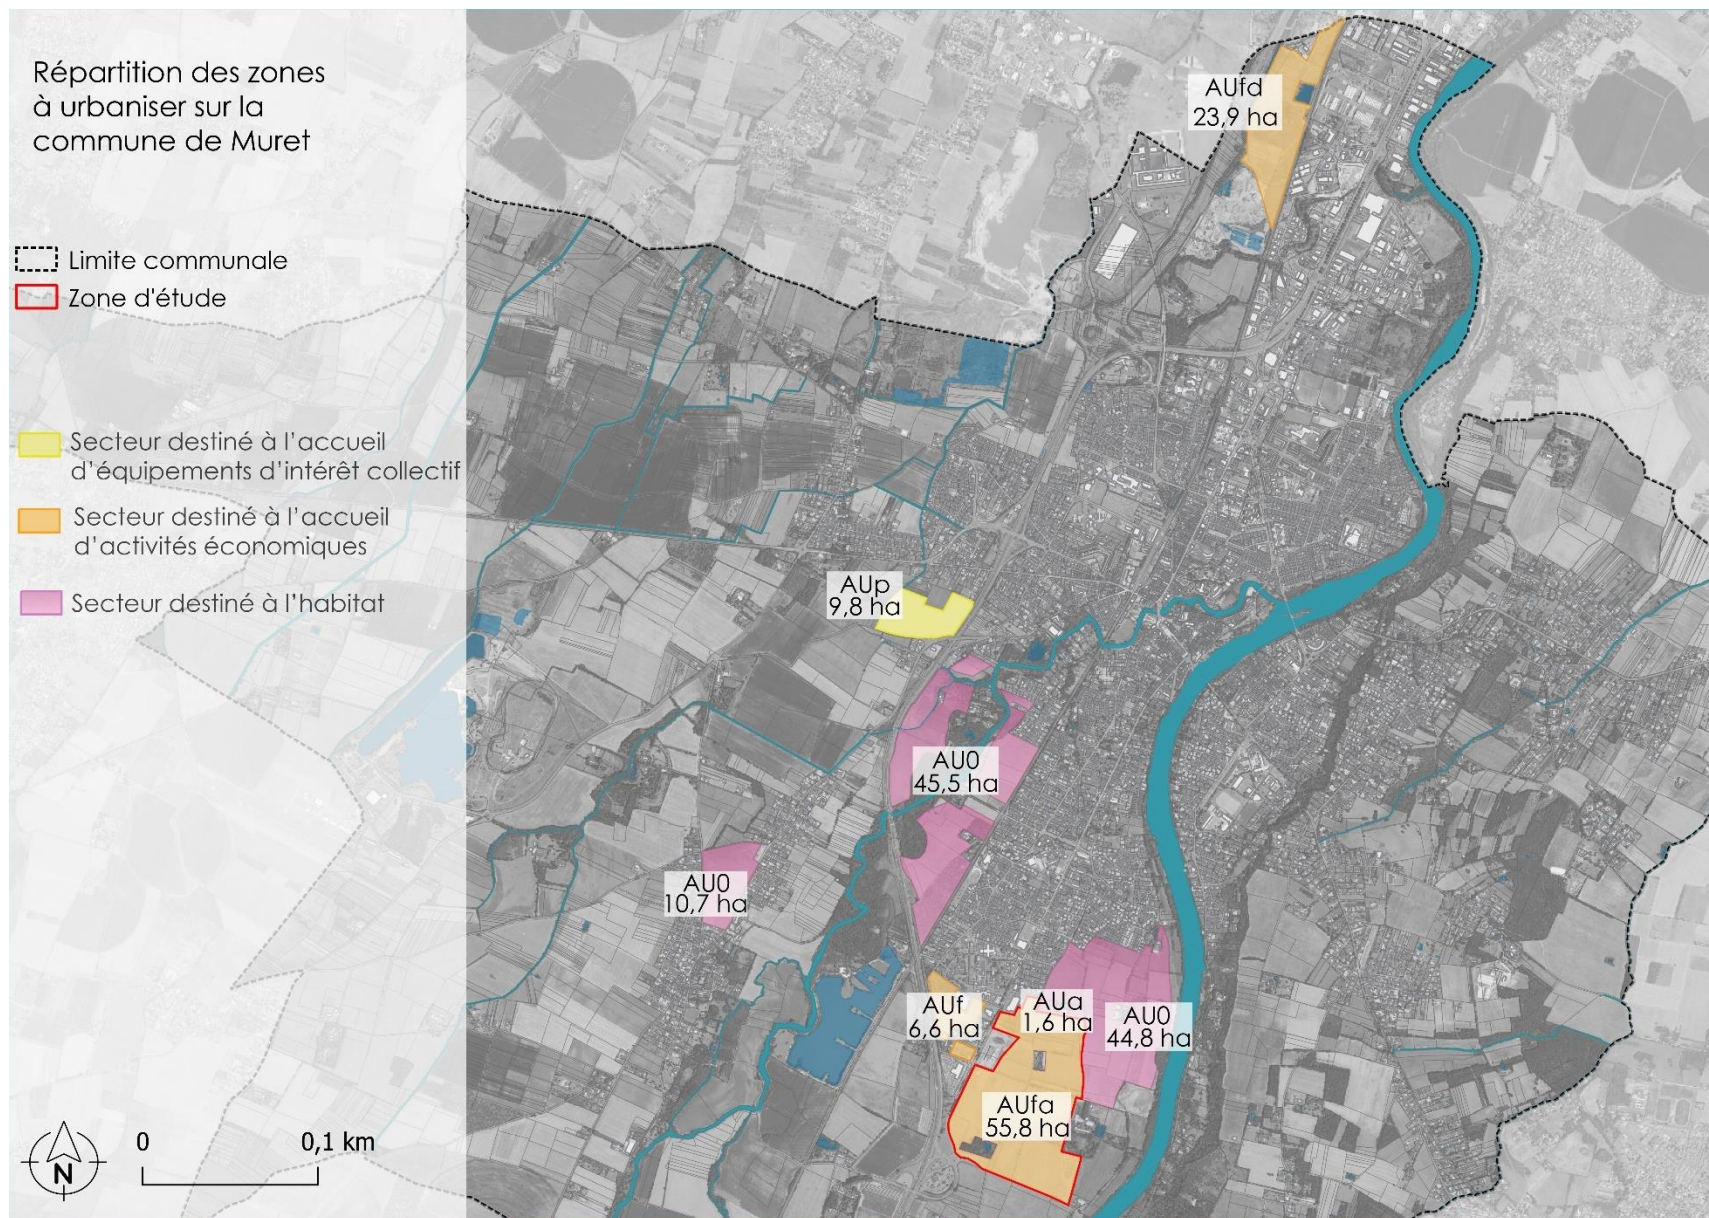 Répartition des zones
à urbaniser sur la
commune de Muret
Limite communale
Zone d'étude
Secteur destiné à l'accueil
d'équipements d'intérêt collectif
Secteur destiné à l'accueil
d'activités économiques
Secteur destiné à l'habitat
AUfd
23,9 ha
AUp
9,8 ha
AU0
45,5 ha
AU0
10,7 ha
AUf
6,6 ha
AUa
1,6 ha
AU0
44,8 ha
AUfa
55,8 ha
N
0 0,1 km